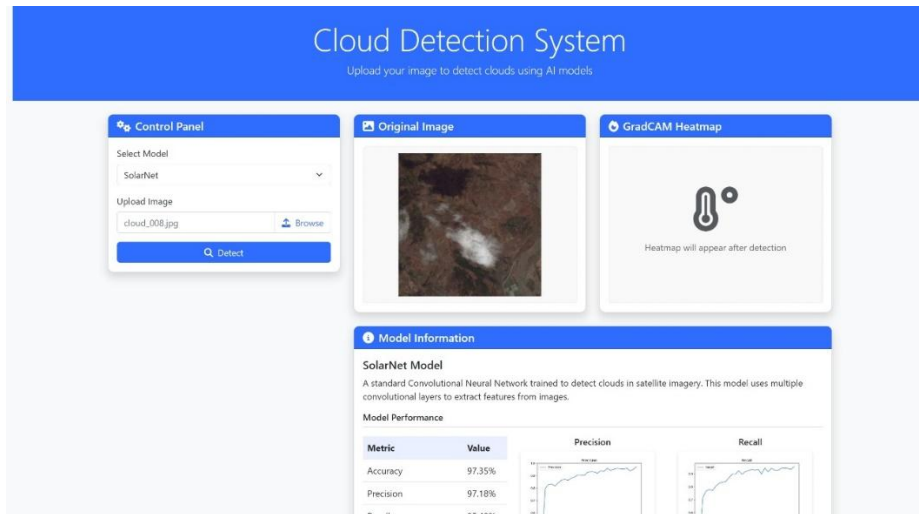 Cloud Detection System
Upload your image to detect clouds using AI models
Control Panel
Select Model
SolarNet
Upload Image
cloud_008.jpg
Browse
Detect
Original Image
GradCAM Heatmap
Heatmap will appear after detection
Model Information
SolarNet Model
A standard Convolutional Neural Network trained to detect clouds in satellite imagery. This model uses multiple
convolutional layers to extract features from images.
Model Performance
Metric Value
Accuracy 97.35%
Precision 97.18%
Precision
Recall